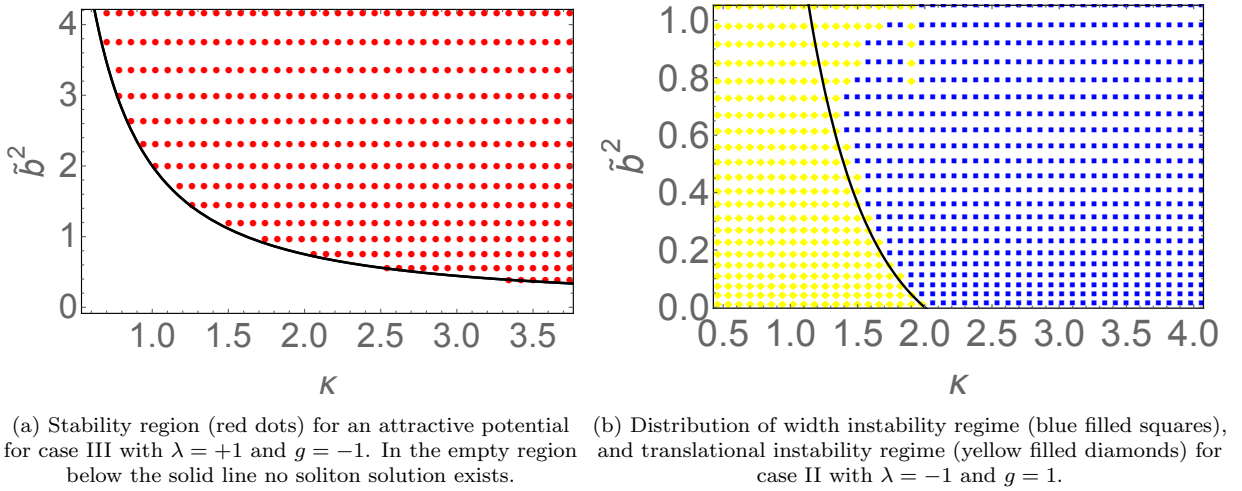 4
3
2
1
0
b̃²
1.0
1.5
2.0
2.5
3.0
3.5
κ
1.0
0.8
0.6
0.4
0.2
0.0
b̃²
0.5
1.0
1.5
2.0
2.5
3.0
3.5
4.0
κ
(a) Stability region (red dots) for an attractive potential
for case III with λ = +1 and g = −1. In the empty region
below the solid line no soliton solution exists.
(b) Distribution of width instability regime (blue filled squares),
and translational instability regime (yellow filled diamonds) for
case II with λ = −1 and g = 1.